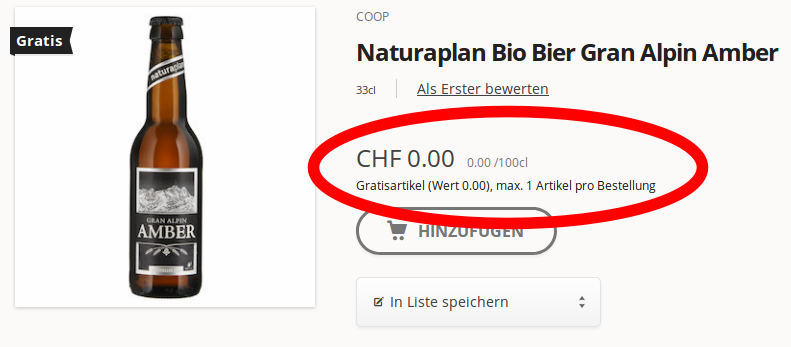 COOP
Gratis
Naturaplan Bio Bier Gran Alpin Amber
33cl
Als Erster bewerten
CHF 0.00 0.00 /100cl
Gratisartikel (Wert 0.00), max. 1 Artikel pro Bestellung
HINZUFÜGEN
In Liste speichern
naturaplan
GRAN ALPIN
AMBER